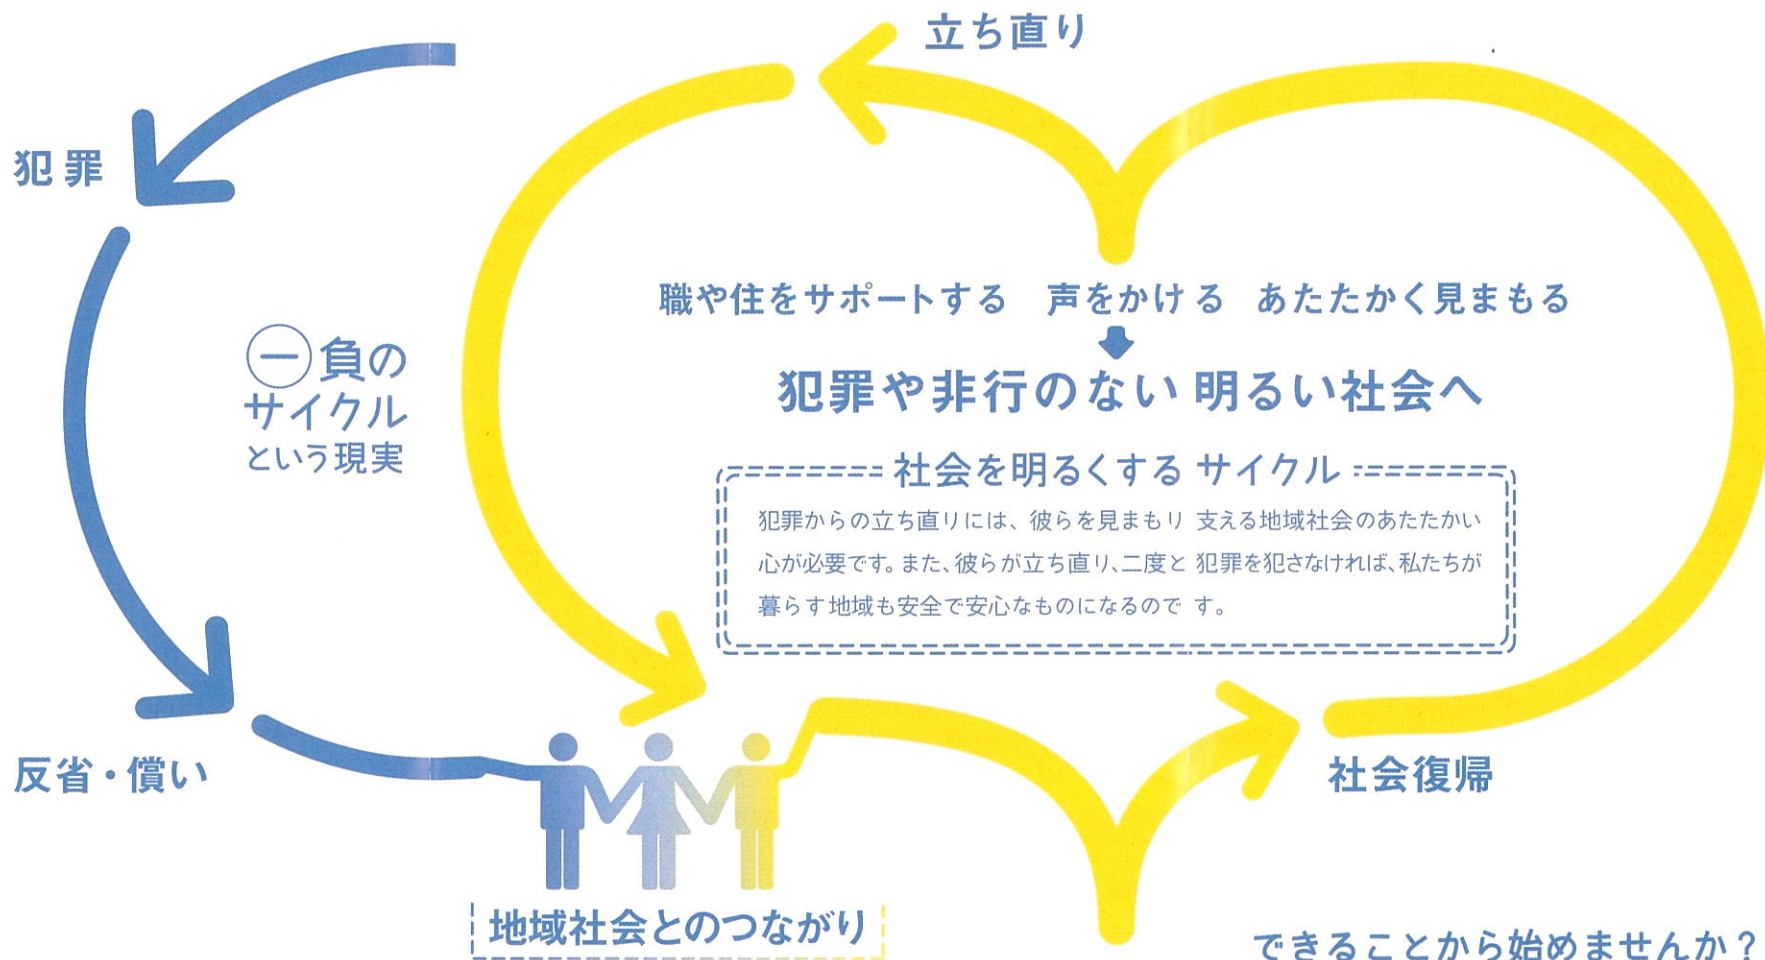 立ち直り
犯罪
職や住をサポートする 声をかける あたたかく見まもる
犯罪や非行のない 明るい社会へ
㊀負の
サイクル
という現実
社会を明るくする サイクル
犯罪からの立ち直りには、彼らを見まもり 支える地域社会のあたたかい
心が必要です。また、彼らが立ち直り、二度と 犯罪を犯さなければ、私たちが
暮らす地域も安全で安心なものになるので す。
反省・償い
社会復帰
地域社会とのつながり
できることから始めませんか？